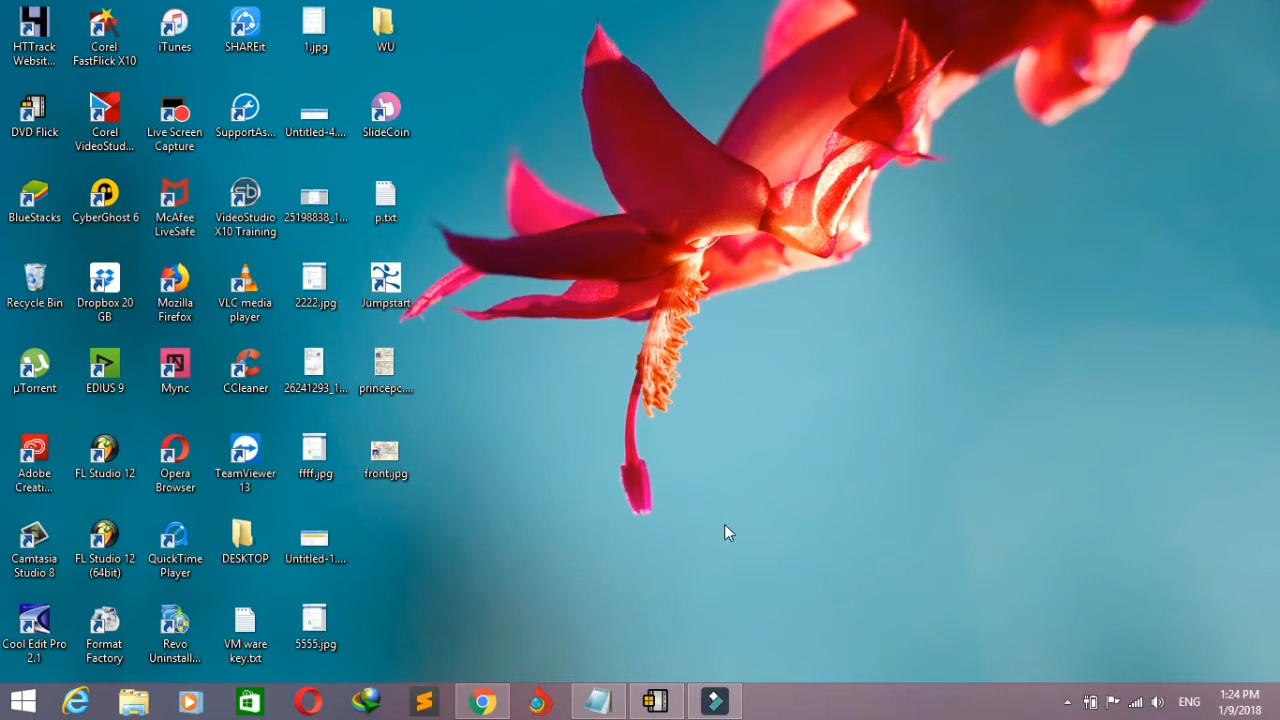 HTTrack
Websit...
Corel
FastFlick X10
iTunes
SHAREit
1.jpg
WU
DVD Flick
Corel
VideoStud...
Live Screen
Capture
SupportAs...
Untitled-4....
SlideCoin
BlueStacks
CyberGhost 6
McAfee
LiveSafe
VideoStudio
X10 Training
25198838_1...
p.txt
Recycle Bin
Dropbox 20
GB
Mozilla
Firefox
VLC media
player
2222.jpg
Jumpstart
µTorrent
EDIUS 9
Mync
CCleaner
26241293_1...
princepc....
Adobe
Creati...
FL Studio 12
Opera
Browser
TeamViewer
13
ffff.jpg
front.jpg
Camtasia
Studio 8
FL Studio 12
(64bit)
QuickTime
Player
DESKTOP
Untitled-1....
Cool Edit Pro
2.1
Format
Factory
Revo
Uninstall...
VM ware
key.txt
5555.jpg
ENG
1:24 PM
1/9/2018